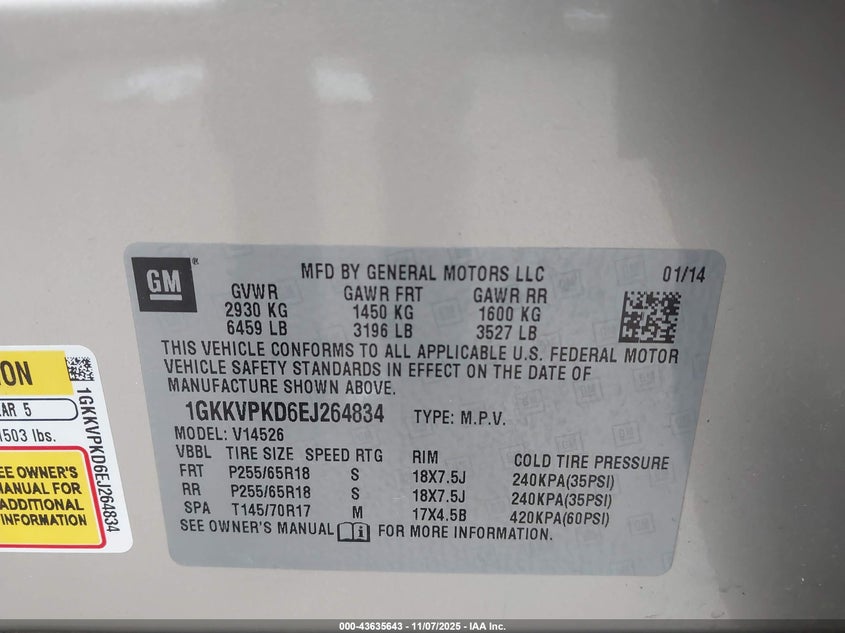 GM
MFD BY GENERAL MOTORS LLC 01/14
GVWR GAWR FRT GAWR RR
2930 KG 1450 KG 1600 KG
6459 LB 3196 LB 3527 LB
THIS VEHICLE CONFORMS TO ALL APPLICABLE U.S. FEDERAL MOTOR
VEHICLE SAFETY STANDARDS IN EFFECT ON THE DATE OF
MANUFACTURE SHOWN ABOVE.
1GKKVPKD6EJ264834 TYPE: M.P.V.
MODEL: V14526
VBBL TIRE SIZE SPEED RTG RIM COLD TIRE PRESSURE
FRT P255/65R18 S 18X7.5J 240KPA(35PSI)
RR P255/65R18 S 18X7.5J 240KPA(35PSI)
SPA T145/70R17 M 17X4.5B 420KPA(60PSI)
SEE OWNER'S MANUAL i FOR MORE INFORMATION.
5
lbs.
SEE OWNER'S
MANUAL FOR
ADDITIONAL
INFORMATION
1GKKVPKD6EJ264834
000-43635643 - 11/07/2025 - IAA Inc.